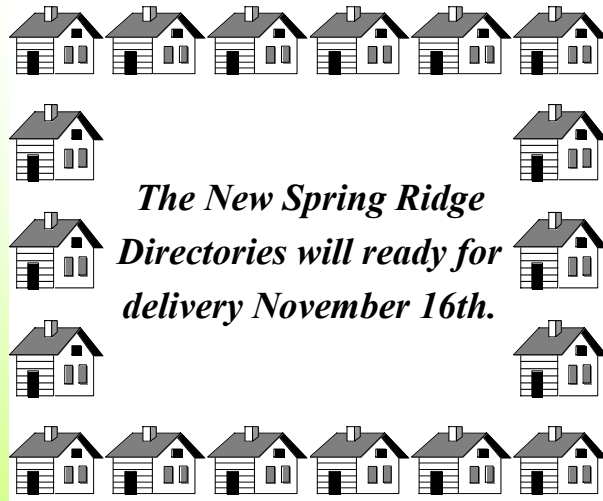 The New Spring Ridge
Directories will ready for
delivery November 16th.